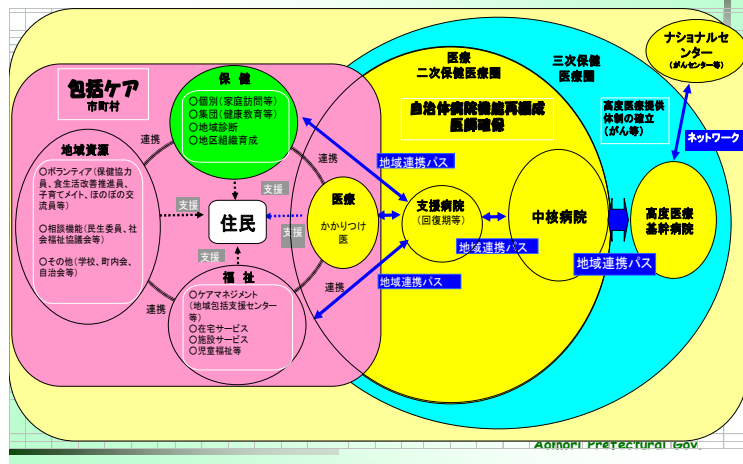 包括ケア
市町村
保 健
○個別(家庭訪問等)
○集団(健康教育等)
○地域診断
○地区組織育成
連携
地域資源
○ボランティア(保健協力
員、食生活改善推進員、
子育てメイト、ほのぼの交
流員等)
○相談機能(民生委員、社
会福祉協議会等)
○その他(学校、町内会、
自治会等)
支援
支援
支援
支援
住民
連携
医療
かかりつけ
医
連携
連携
福 祉
○ケアマネジメント
(地域包括支援センター
等)
○在宅サービス
○施設サービス
○児童福祉等
医療
二次保健医療圏
自治体病院機能再編成
医師確保
地域連携パス
支援病院
(回復期等)
地域連携パス
地域連携パス
中核病院
三次保健
医療圏
高度医療提供
体制の確立
(がん等)
ナショナルセ
ンター
(がんセンター等)
ネットワーク
高度医療
基幹病院
地域連携パス
Aomori Prefectural Gov.